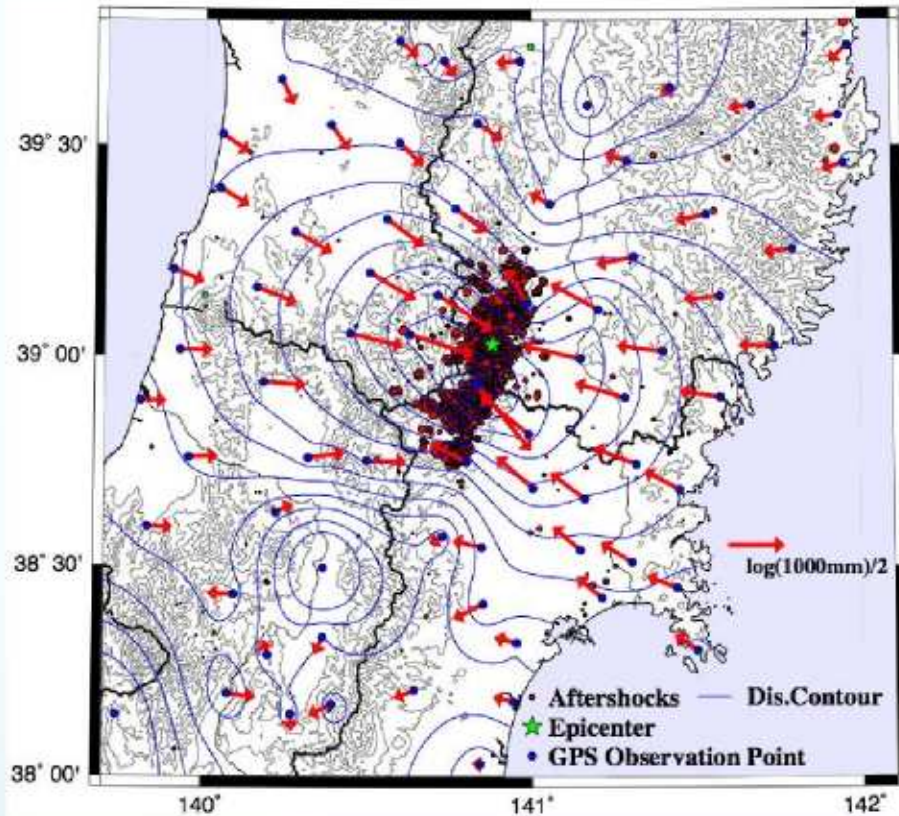 39˚ 30'
39˚ 00'
38˚ 30'
38˚ 00'
140˚
141˚
142˚
log(1000mm)/2
Aftershocks
Dis.Contour
Epicenter
GPS Observation Point